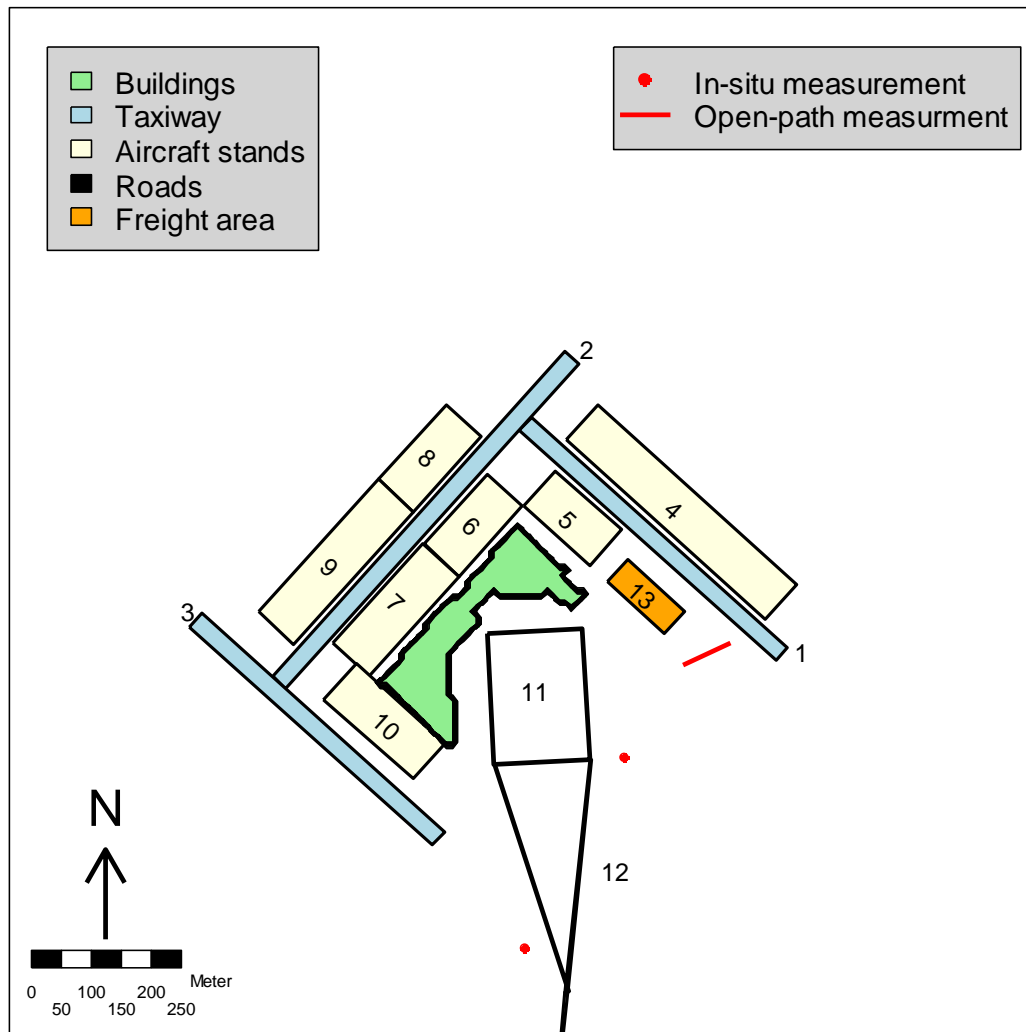 Buildings
Taxiway
Aircraft stands
Roads
Freight area
In-situ measurement
Open-path measurment
2
8
4
6
5
9
7
13
3
1
11
10
N
12
Meter
0 100 200
50 150 250